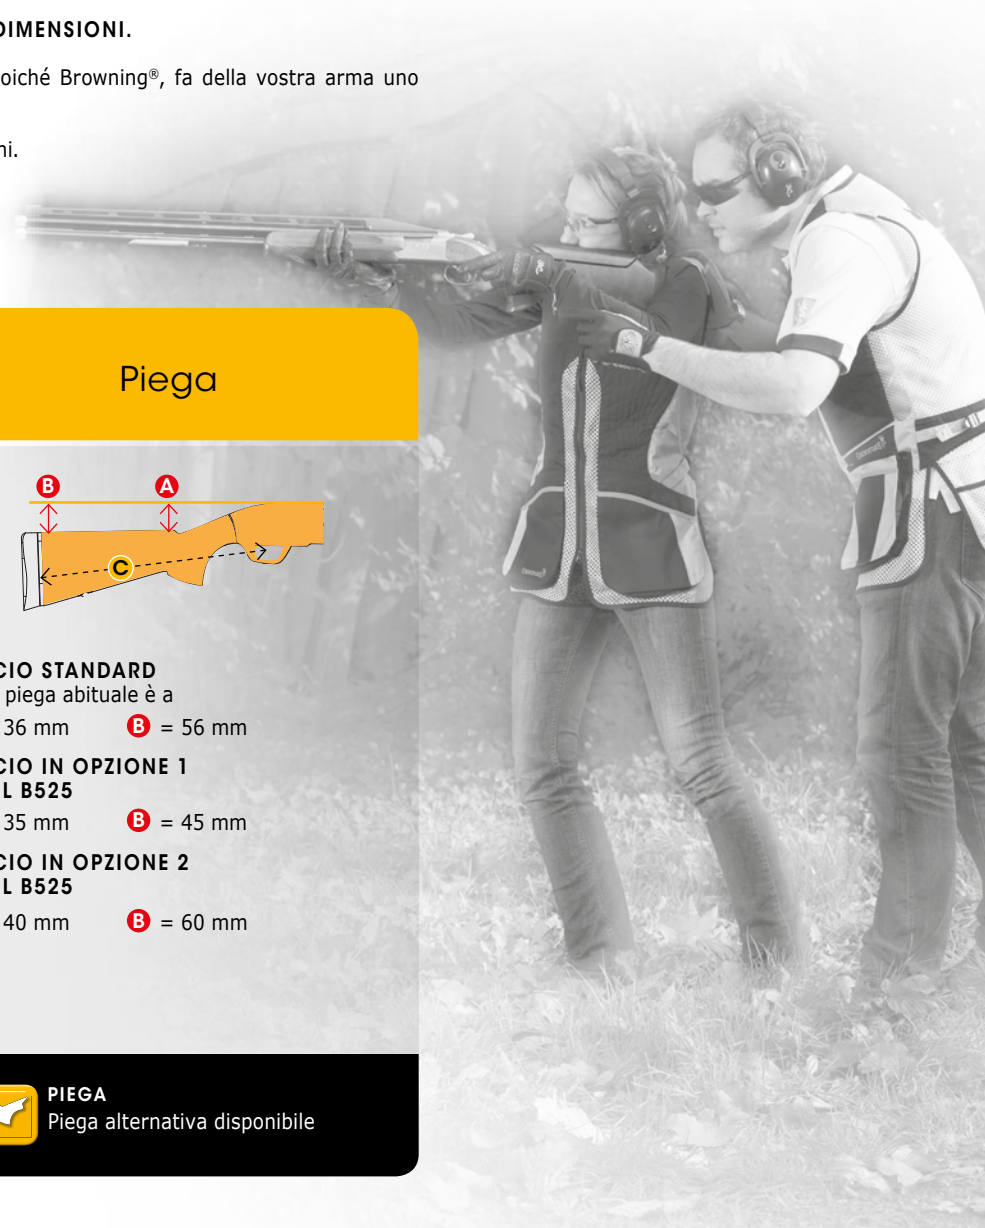 DIMENSIONI.
oiché Browning®, fa della vostra arma uno
ni.
Piega
B A
C
CIO STANDARD
piega abituale è a
36 mm B = 56 mm
CIO IN OPZIONE 1
L B525
35 mm B = 45 mm
CIO IN OPZIONE 2
L B525
40 mm B = 60 mm
PIEGA
Piega alternativa disponibile